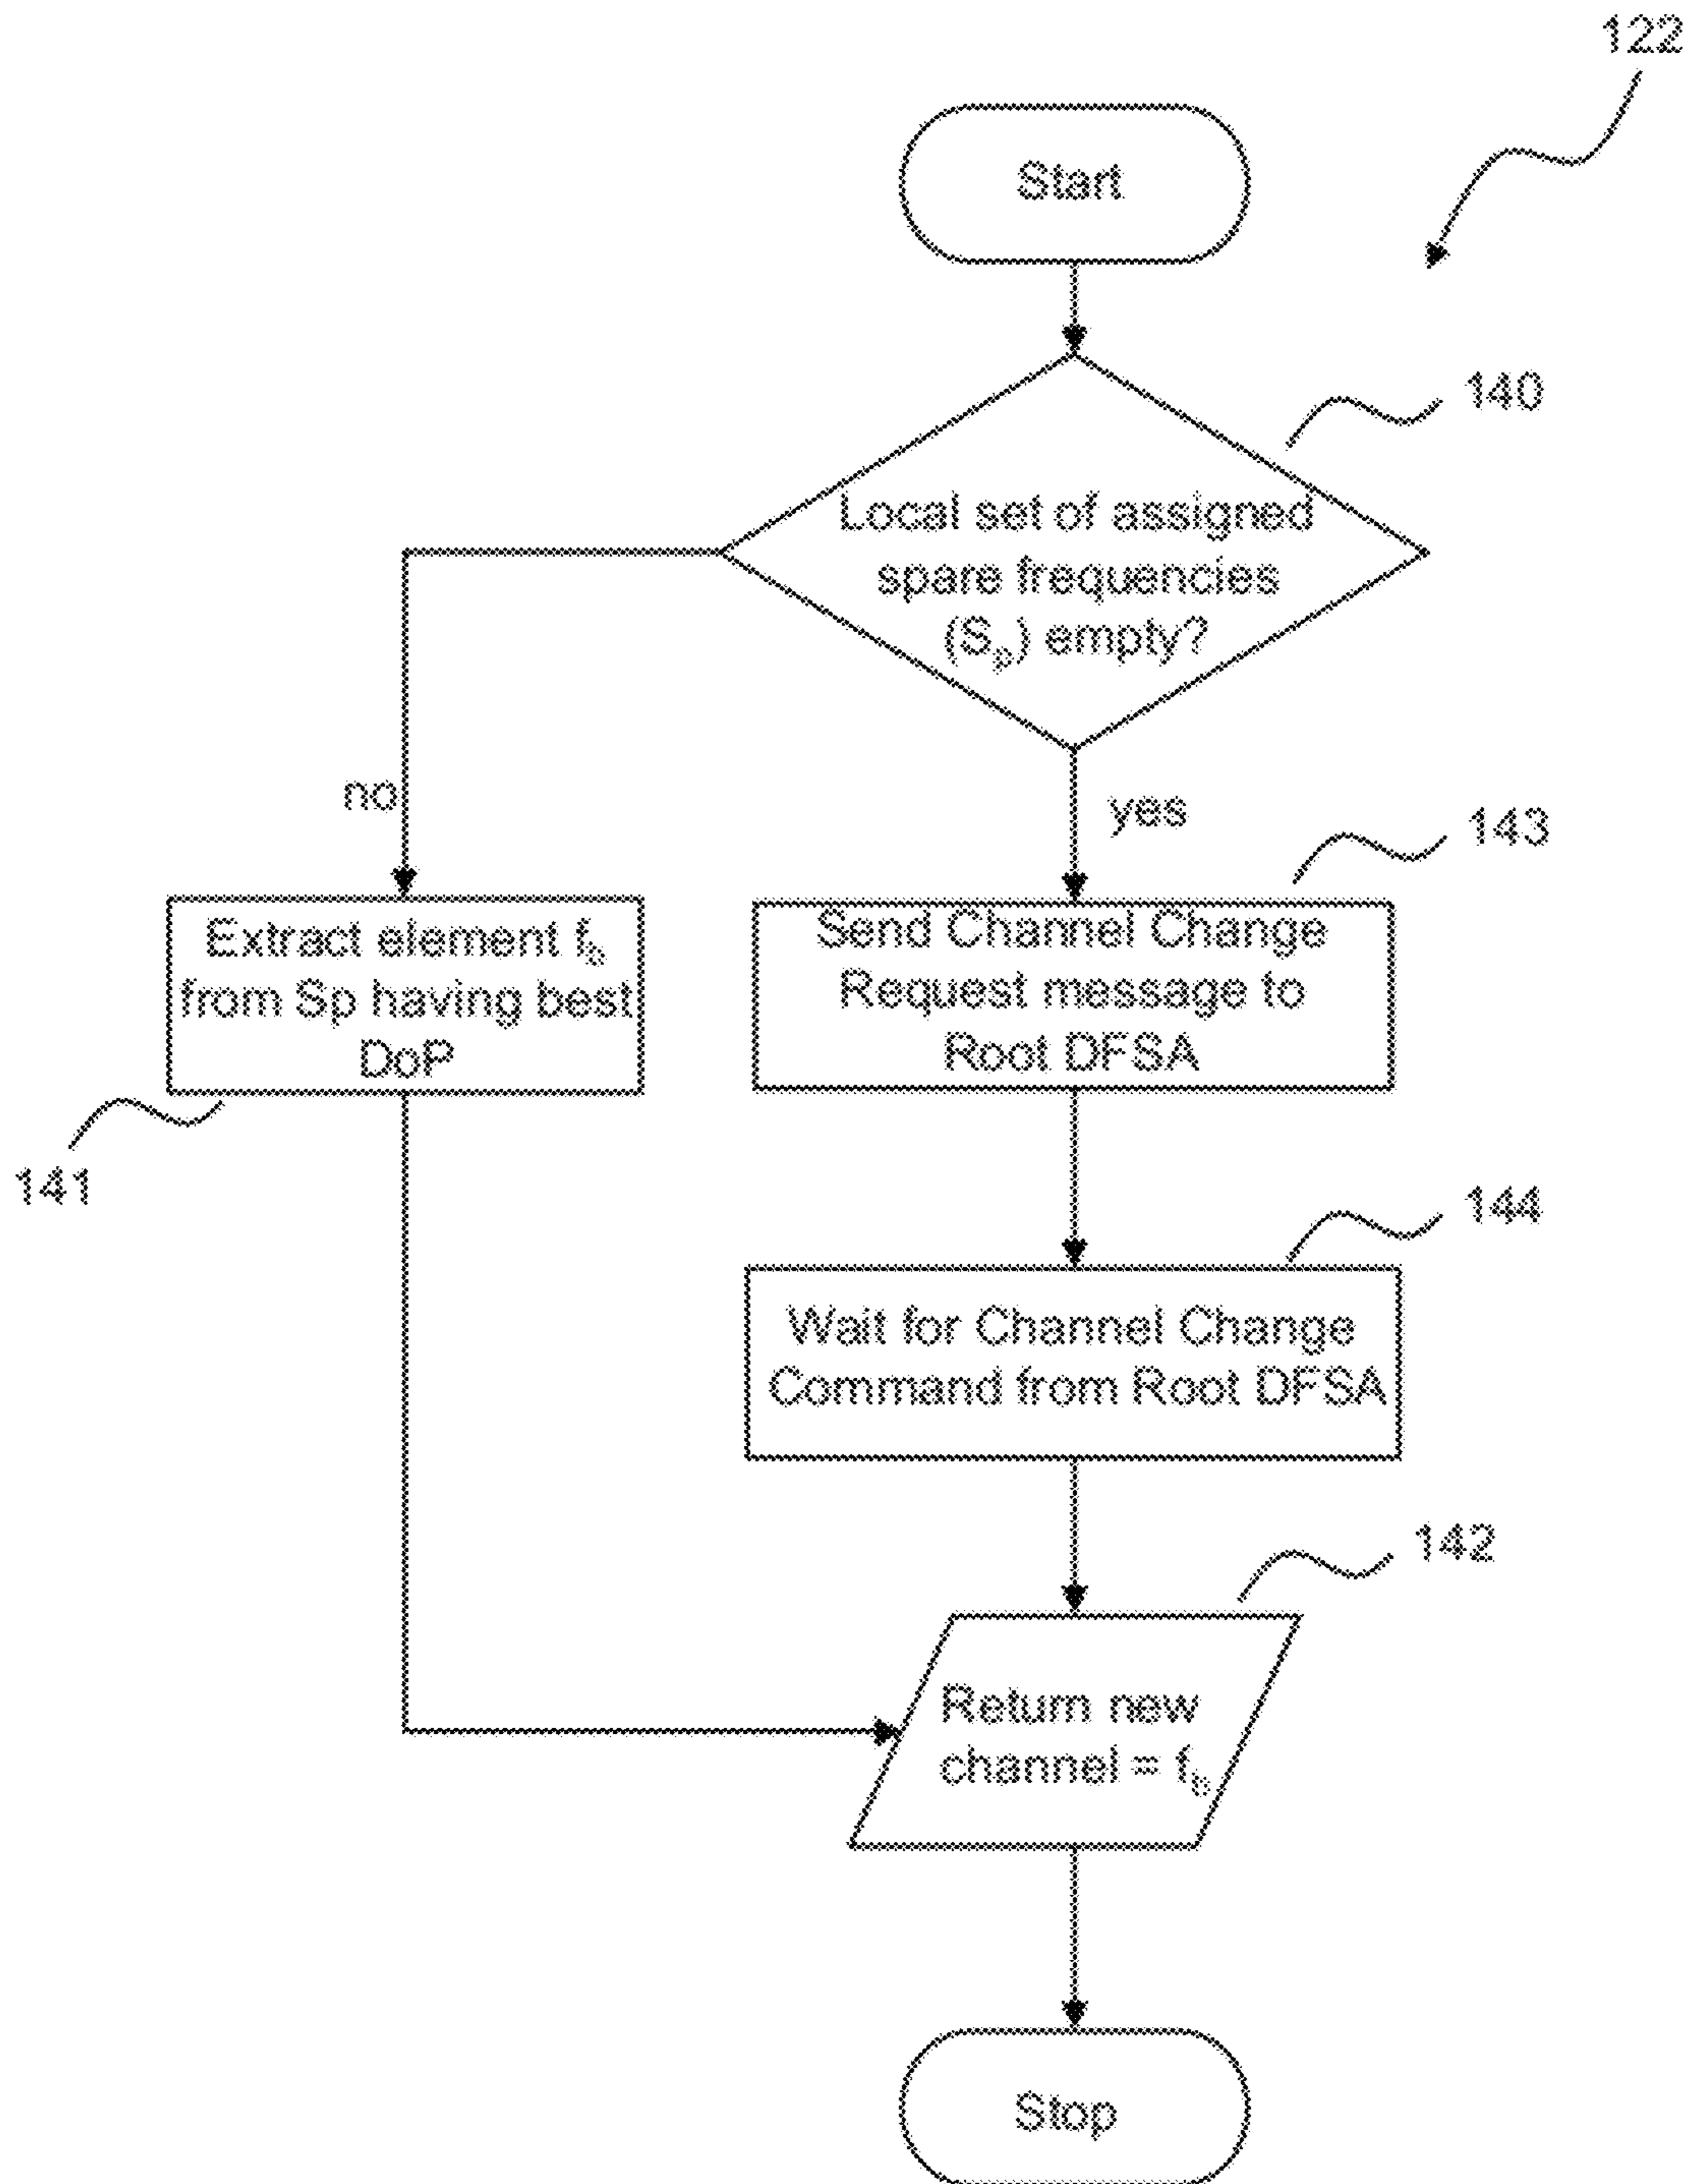 122
Start
140
Local set of assigned
spare frequencies
(Sₚ) empty?
no
yes
143
Extract element f_b
from Sp having best
DoP
Send Channel Change
Request message to
Root DFSA
141
144
Wait for Channel Change
Command from Root DFSA
142
Return new
channel = f_b
Stop